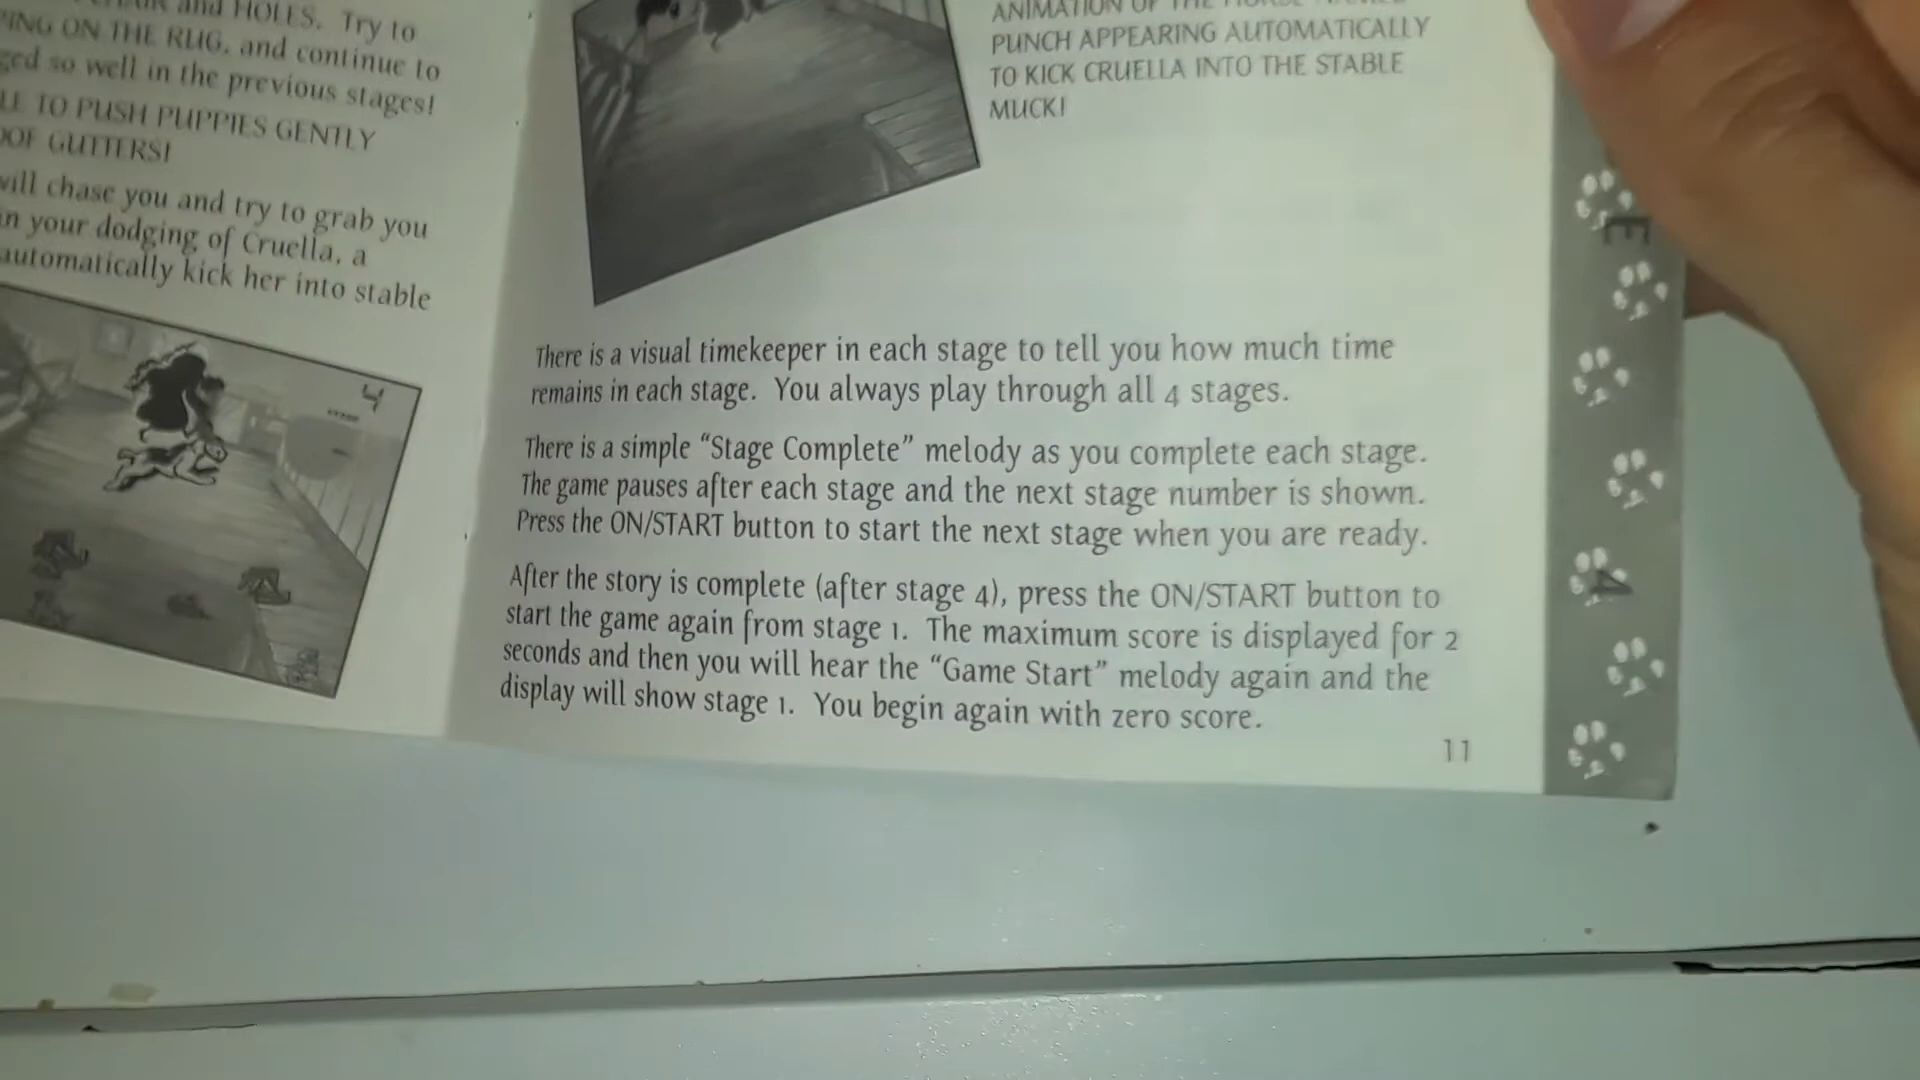 and HOLES. Try to
ING ON THE RUG, and continue to
ged so well in the previous stages!
LE TO PUSH PUPPIES GENTLY
OOF GUTTERS!
will chase you and try to grab you
n your dodging of Cruella, a
automatically kick her into stable
4
ANIMATION OF THE
PUNCH APPEARING AUTOMATICALLY
TO KICK CRUELLA INTO THE STABLE
MUCK!
There is a visual timekeeper in each stage to tell you how much time
remains in each stage. You always play through all 4 stages.
There is a simple “Stage Complete” melody as you complete each stage.
The game pauses after each stage and the next stage number is shown.
Press the ON/START button to start the next stage when you are ready.
After the story is complete (after stage 4), press the ON/START button to
start the game again from stage 1. The maximum score is displayed for 2
seconds and then you will hear the “Game Start” melody again and the
display will show stage 1. You begin again with zero score.
11